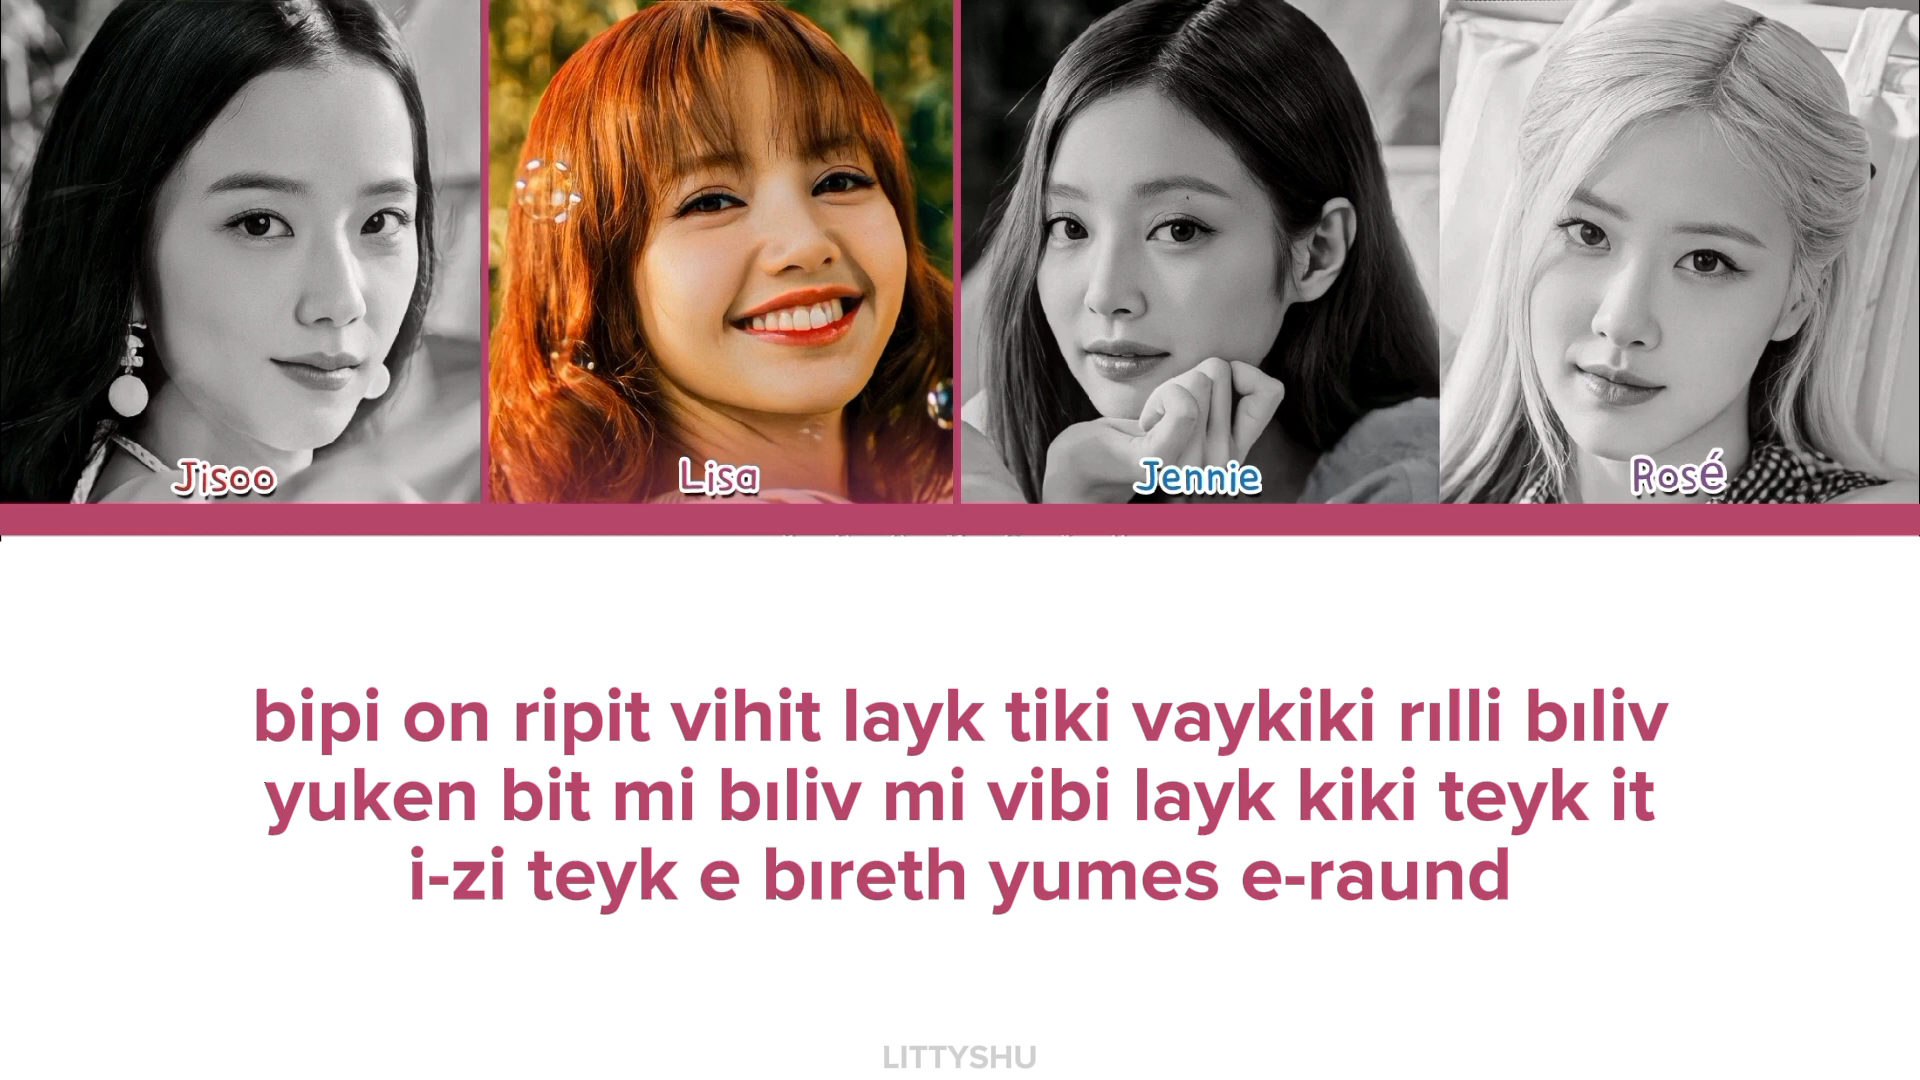 Jisoo
Lisa
Jennie
Rosé
bipi on ripit vihit layk tiki vaykiki rılli bıliv
yuken bit mi bıliv mi vibi layk kiki teyk it
i-zi teyk e bıreth yumes e-raund
LITTYSHU